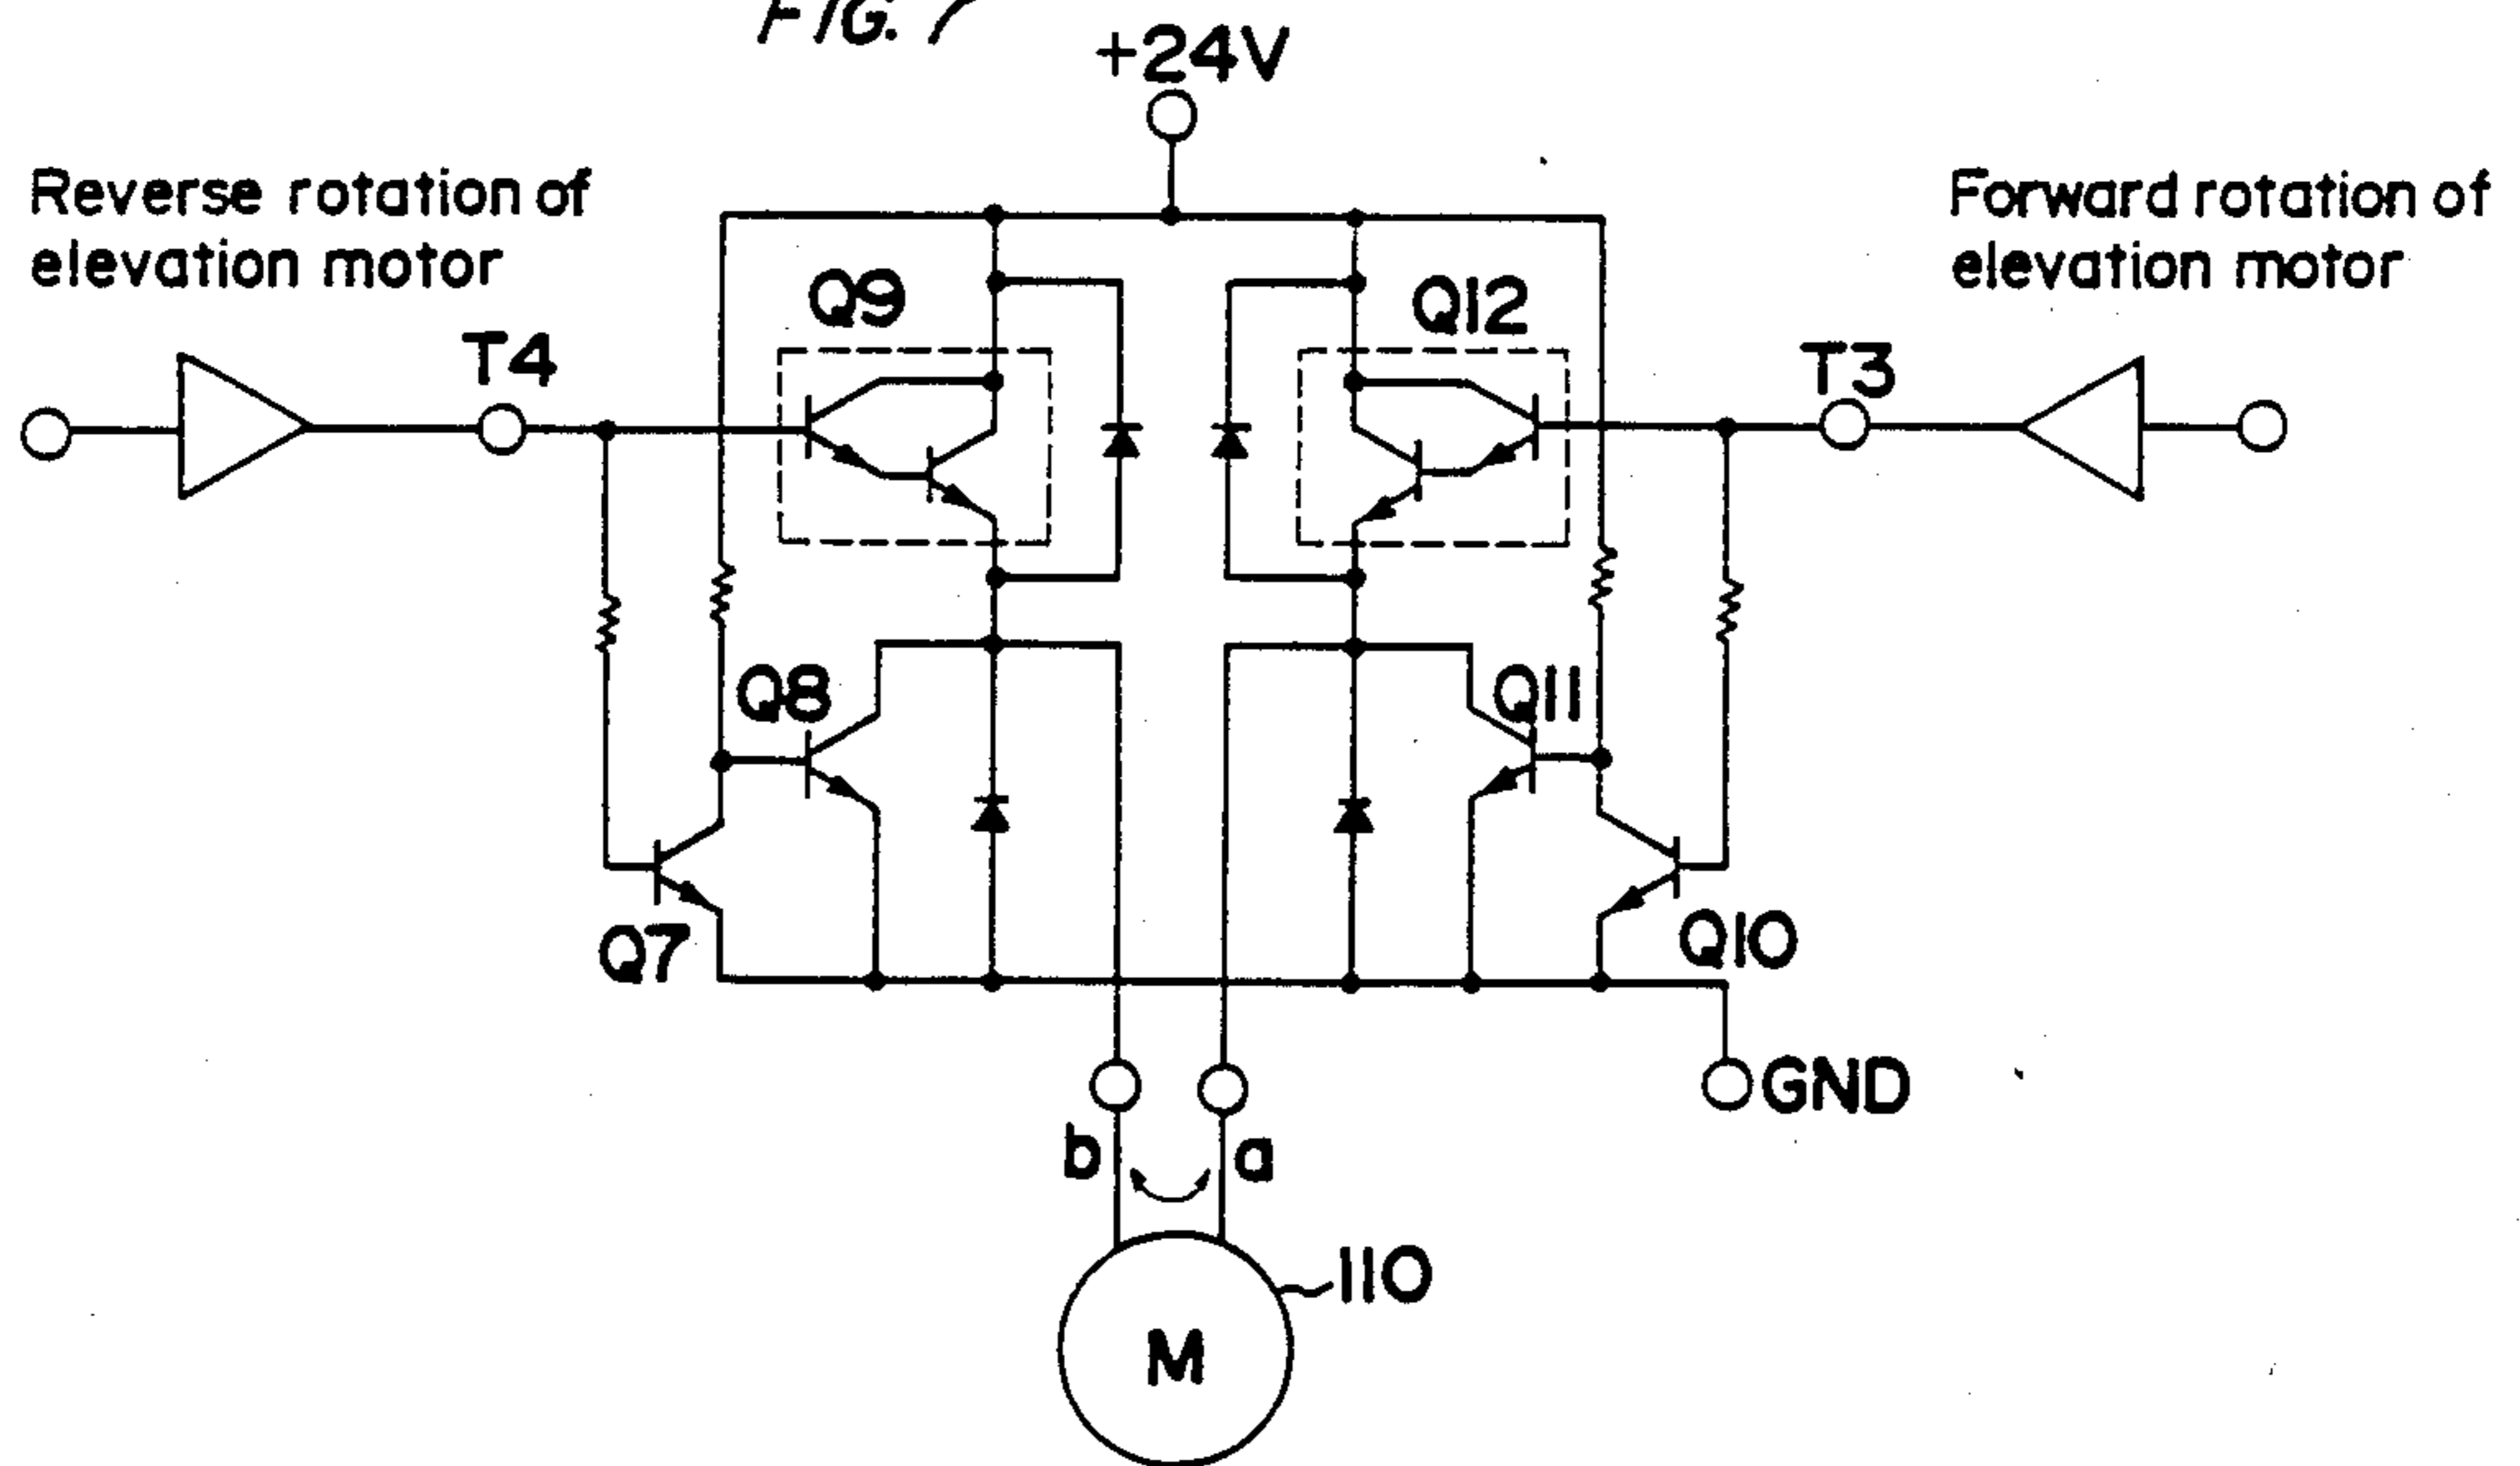 FIG. 7
+24V
Reverse rotation of
elevation motor
Forward rotation of
elevation motor
Q9
Q12
T4
T3
Q8
Q11
Q7
Q10
GND
b
a
110
M